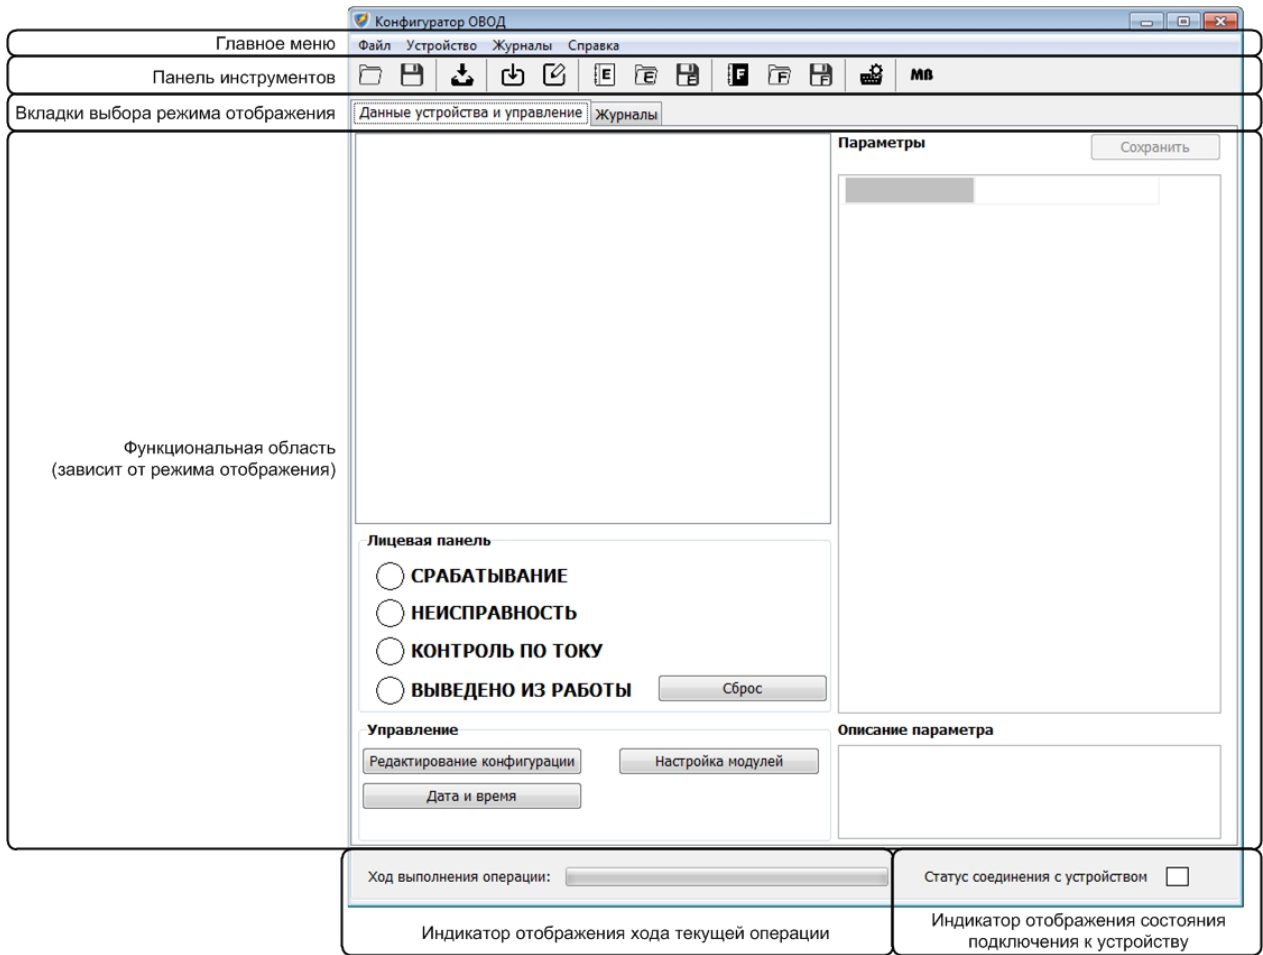 Конфигуратор ОВОД
Главное меню
Файл Устройство Журналы Справка
Панель инструментов
E E E F F F MB
Вкладки выбора режима отображения
Данные устройства и управление Журналы
Параметры Сохранить
Функциональная область
(зависит от режима отображения)
Лицевая панель
СРАБАТЫВАНИЕ
НЕИСПРАВНОСТЬ
КОНТРОЛЬ ПО ТОКУ
ВЫВЕДЕНО ИЗ РАБОТЫ Сброс
Управление
Редактирование конфигурации Настройка модулей
Дата и время
Описание параметра
Ход выполнения операции:
Статус соединения с устройством
Индикатор отображения хода текущей операции
Индикатор отображения состояния
подключения к устройству